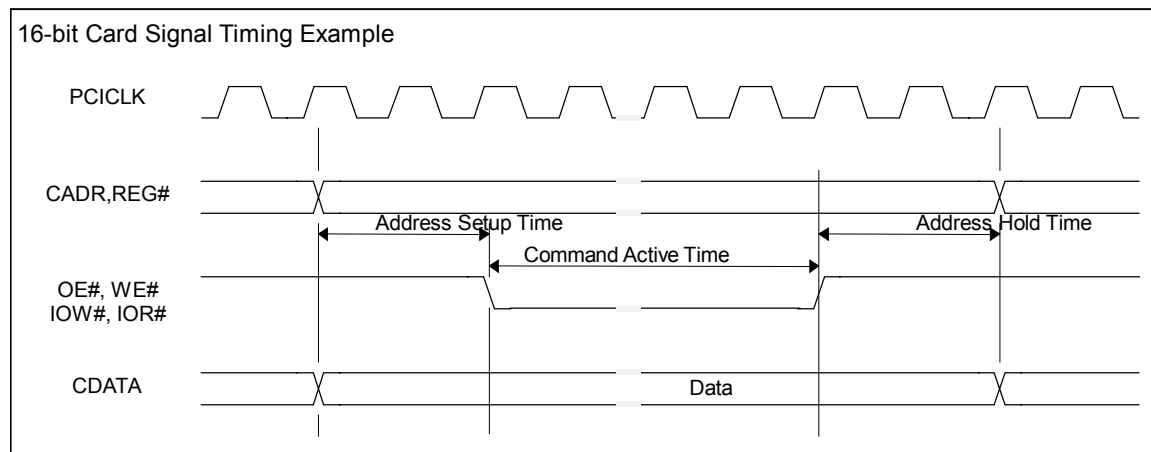 16-bit Card Signal Timing Example
PCICLK
CADR,REG#
Address Setup Time
Address Hold Time
Command Active Time
OE#, WE#
IOW#, IOR#
CDATA
Data